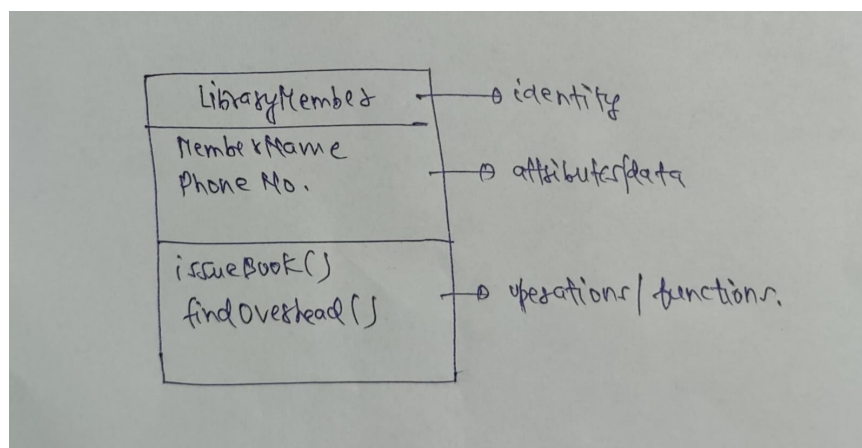 LibraryMember
identity
MemberName
Phone No.
attributes/data
issueBook()
findOverhead()
operations/functions.